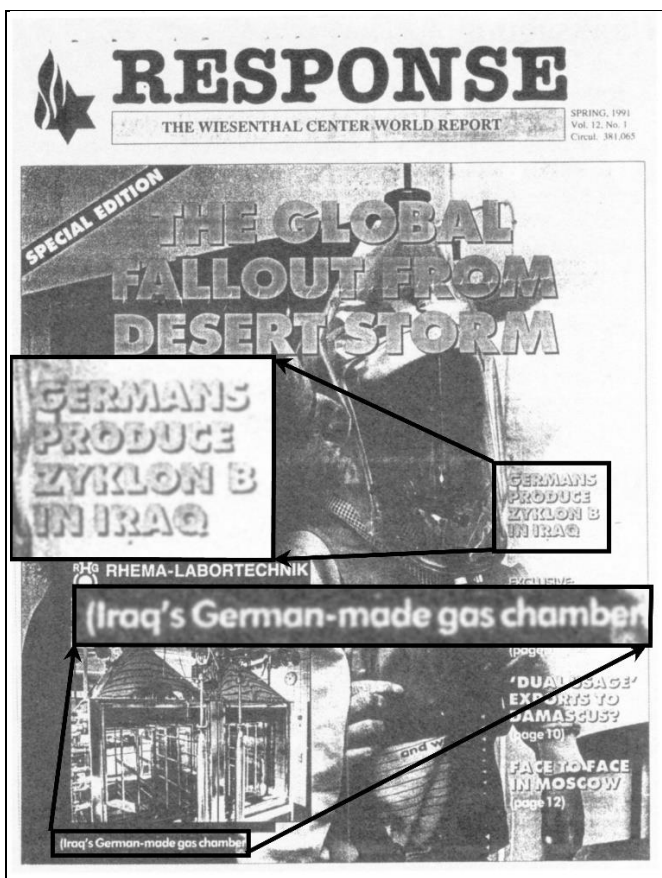 RESPONSE
THE WIESENTHAL CENTER WORLD REPORT
SPRING, 1991
Vol. 12, No. 1
Circul. 381,065
SPECIAL EDITION
THE GLOBAL
FALLOUT FROM
DESERT STORM
GERMANS
PRODUCE
ZYKLON B
IN IRAQ
GERMANS
PRODUCE
ZYKLON B
IN IRAQ
RHG RHEMA-LABORTECHNIK
EXCLUSIVE:
(Iraq's German-made gas chamber
(page
'DUAL USAGE'
EXPORTS TO
DAMASCUS?
(page 10)
and w
FACE TO FACE
IN MOSCOW
(page 12)
(Iraq's German-made gas chamber